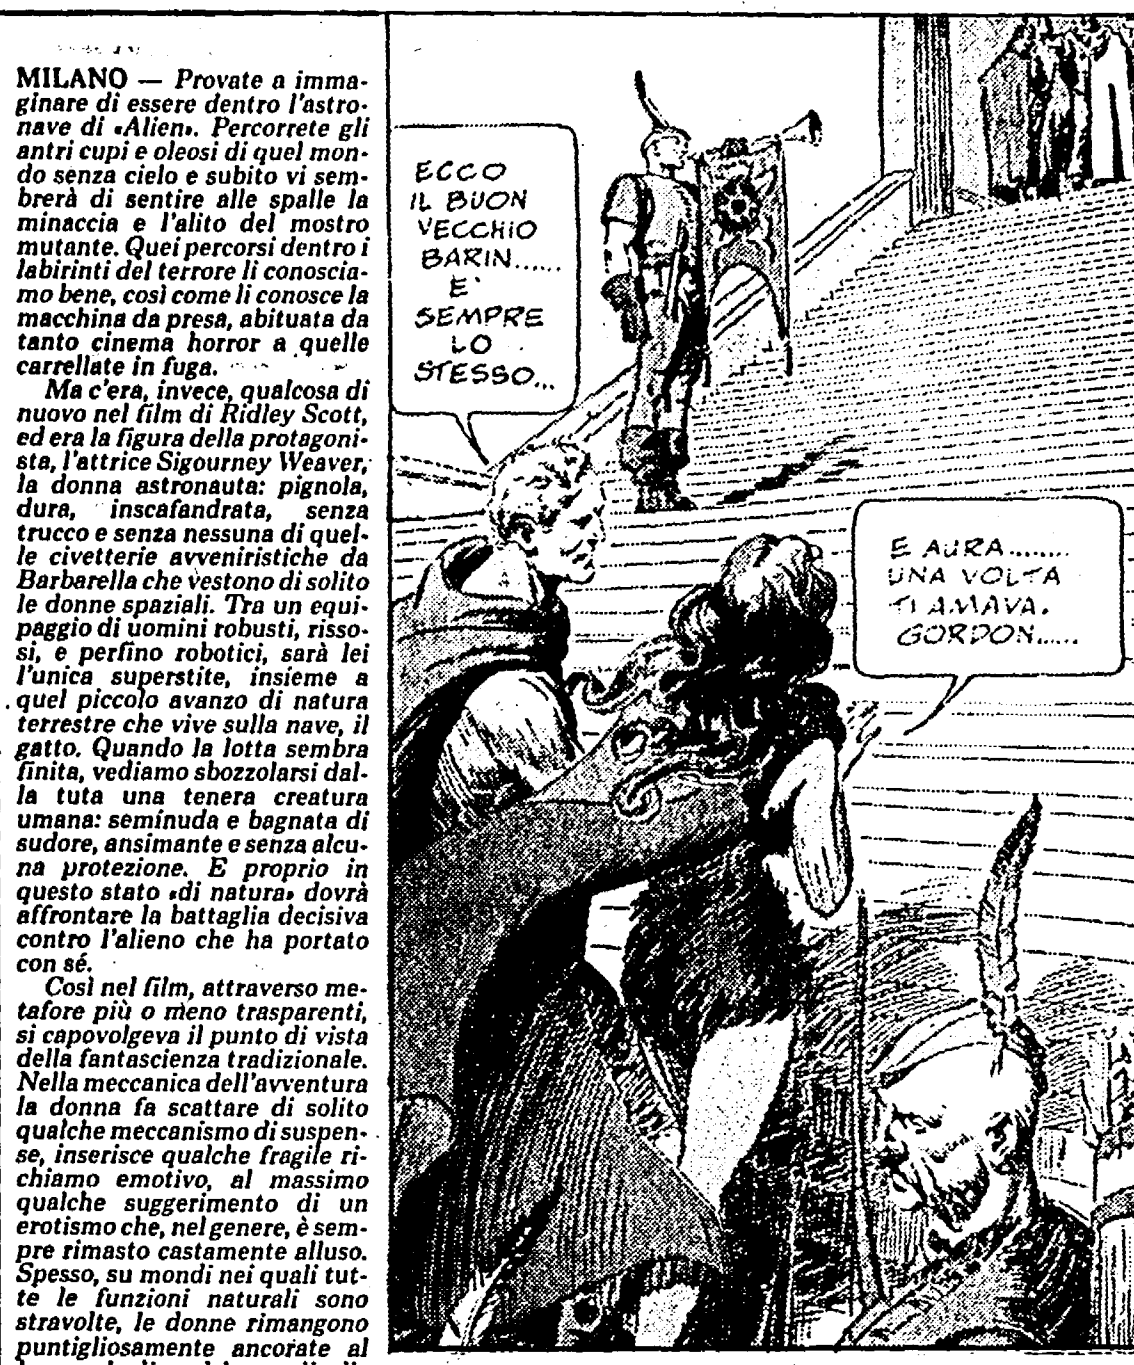 MILANO — Provate a imma-
ginare di essere dentro l'astro-
nave di «Alien». Percorrete gli
antri cupi e oleosi di quel mon-
do senza cielo e subito vi sem-
brerà di sentire alle spalle la
minaccia e l'alito del mostro
mutante. Quei percorsi dentro i
labirinti del terrore li conoscia-
mo bene, così come li conosce la
macchina da presa, abituata da
tanto cinema horror a quelle
carrellate in fuga.
Ma c'era, invece, qualcosa di
nuovo nel film di Ridley Scott,
ed era la figura della protagoni-
sta, l'attrice Sigourney Weaver,
la donna astronauta: pignola,
dura, inscafandrata, senza
trucco e senza nessuna di quel-
le civetterie avveniristiche da
Barbarella che vestono di solito
le donne spaziali. Tra un equi-
paggio di uomini robusti, risso-
si, e perfino robotici, sarà lei
l'unica superstite, insieme a
quel piccolo avanzo di natura
terrestre che vive sulla nave, il
gatto. Quando la lotta sembra
finita, vediamo sbozzolarsi dal-
la tuta una tenera creatura
umana: seminuda e bagnata di
sudore, ansimante e senza alcu-
na protezione. E proprio in
questo stato «di natura» dovrà
affrontare la battaglia decisiva
contro l'alieno che ha portato
con sé.
Così nel film, attraverso me-
tafore più o meno trasparenti,
si capovolgeva il punto di vista
della fantascienza tradizionale.
Nella meccanica dell'avventura
la donna fa scattare di solito
qualche meccanismo di suspen-
se, inserisce qualche fragile ri-
chiamo emotivo, al massimo
qualche suggerimento di un
erotismo che, nel genere, è sem-
pre rimasto castamente alluso.
Spesso, su mondi nei quali tut-
te le funzioni naturali sono
stravolte, le donne rimangono
puntigliosamente ancorate al
ECCO
IL BUON
VECCHIO
BARIN......
E'
SEMPRE
LO
STESSO...
E AURA........
UNA VOLTA
TI AMAVA.
GORDON......